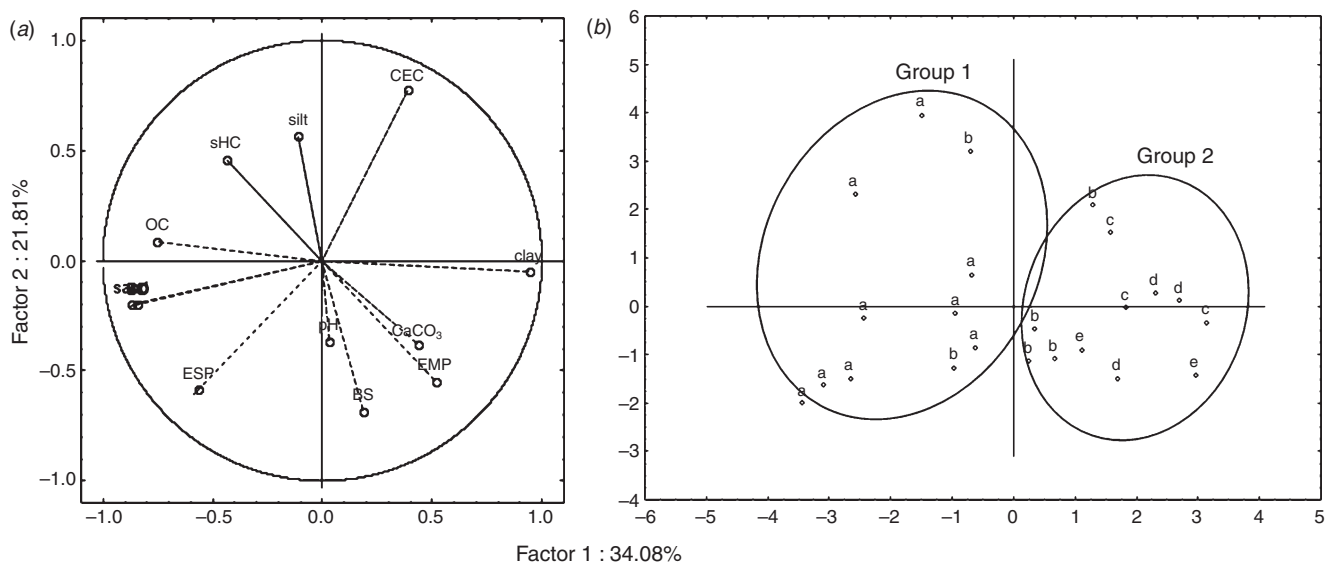 (a)
1.0
0.5
0.0
–0.5
–1.0
Factor 2 : 21.81%
CEC
silt
sHC
OC
clay
pH
CaCO₃
EMP
ESP
BS
–1.0 –0.5 0.0 0.5 1.0
(b)
6
5
4
3
2
1
0
–1
–2
–3
–4
Group 1
a
b
a
a
a
a
a
b
a
a
a
Group 2
b
c
d
d
c
c
b
b
b
e
d
e
–6 –5 –4 –3 –2 –1 0 1 2 3 4 5
Factor 1 : 34.08%